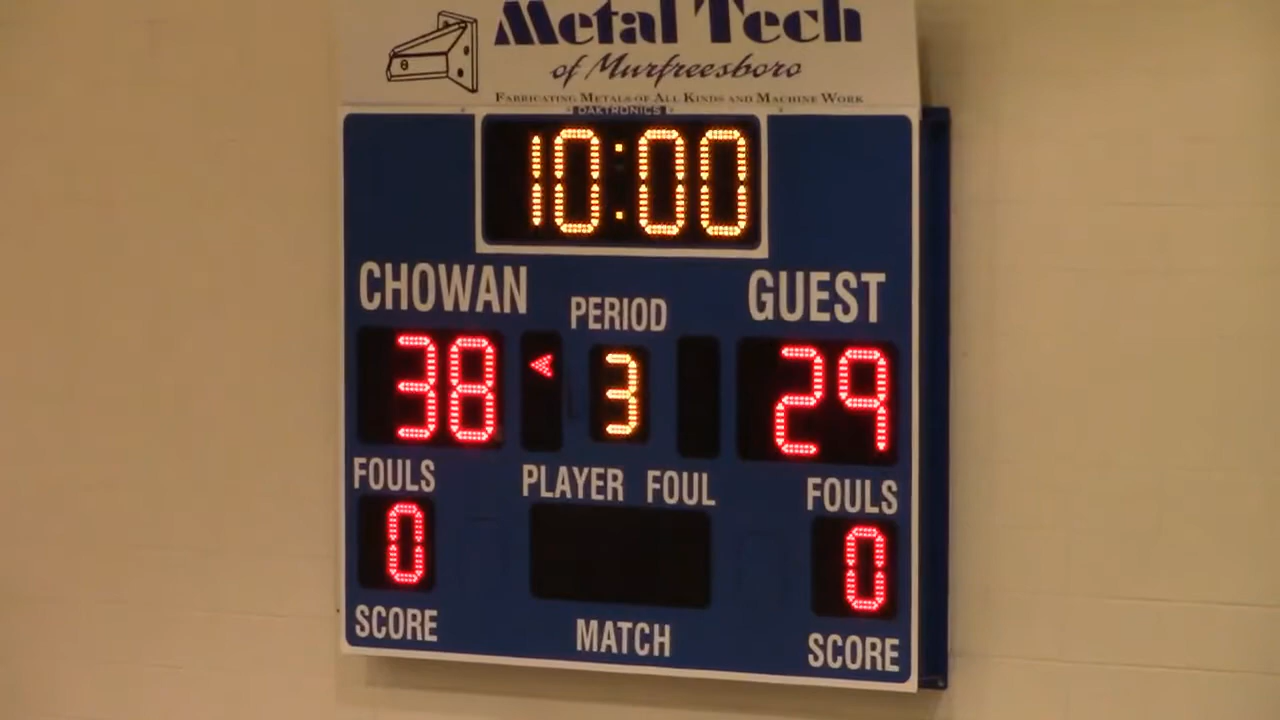 Metal Tech
of Murfreesboro
Fabricating Metals of All Kinds and Machine Work
DAKTRONICS
10:00
CHOWAN
PERIOD
GUEST
38
3
29
FOULS
PLAYER FOUL
FOULS
0
0
SCORE
MATCH
SCORE